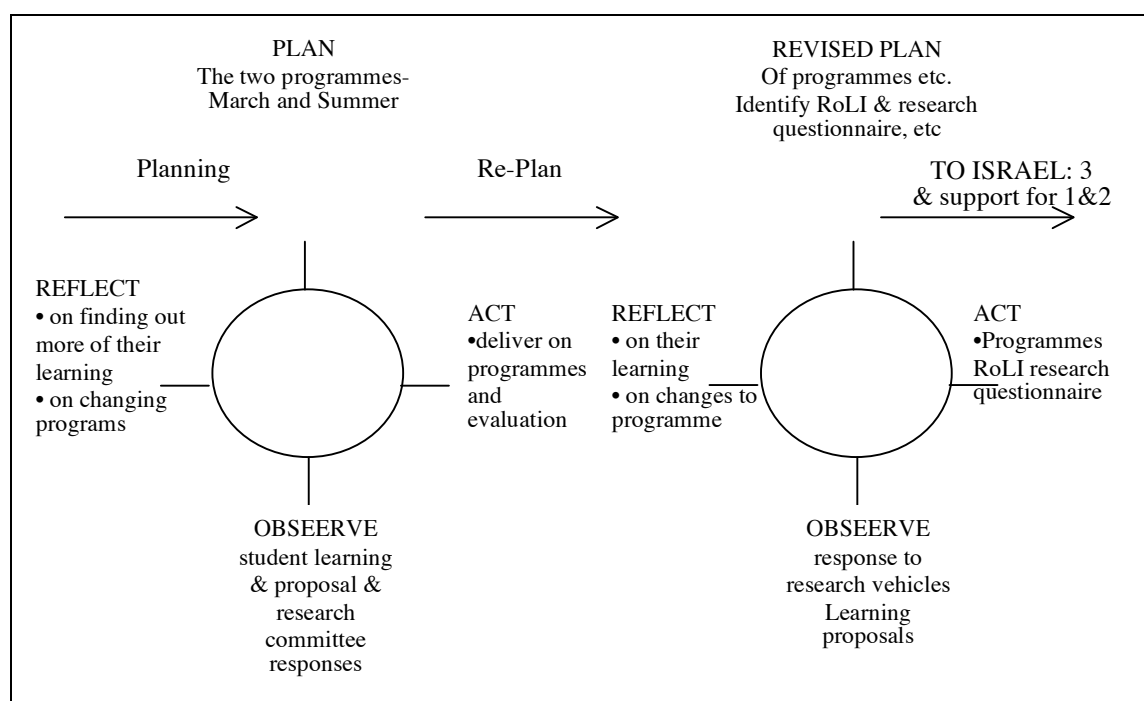 PLAN
The two programmes-
March and Summer
REVISED PLAN
Of programmes etc.
Identify RoLI & research
questionnaire, etc
Planning
Re-Plan
TO ISRAEL: 3
& support for 1&2
REFLECT
• on finding out
more of their
learning
• on changing
programs
ACT
•deliver on
programmes
and
evaluation
REFLECT
• on their
learning
• on changes to
programme
ACT
•Programmes
RoLI research
questionnaire
OBSEERVE
student learning
& proposal &
research
committee
responses
OBSEERVE
response to
research vehicles
Learning
proposals